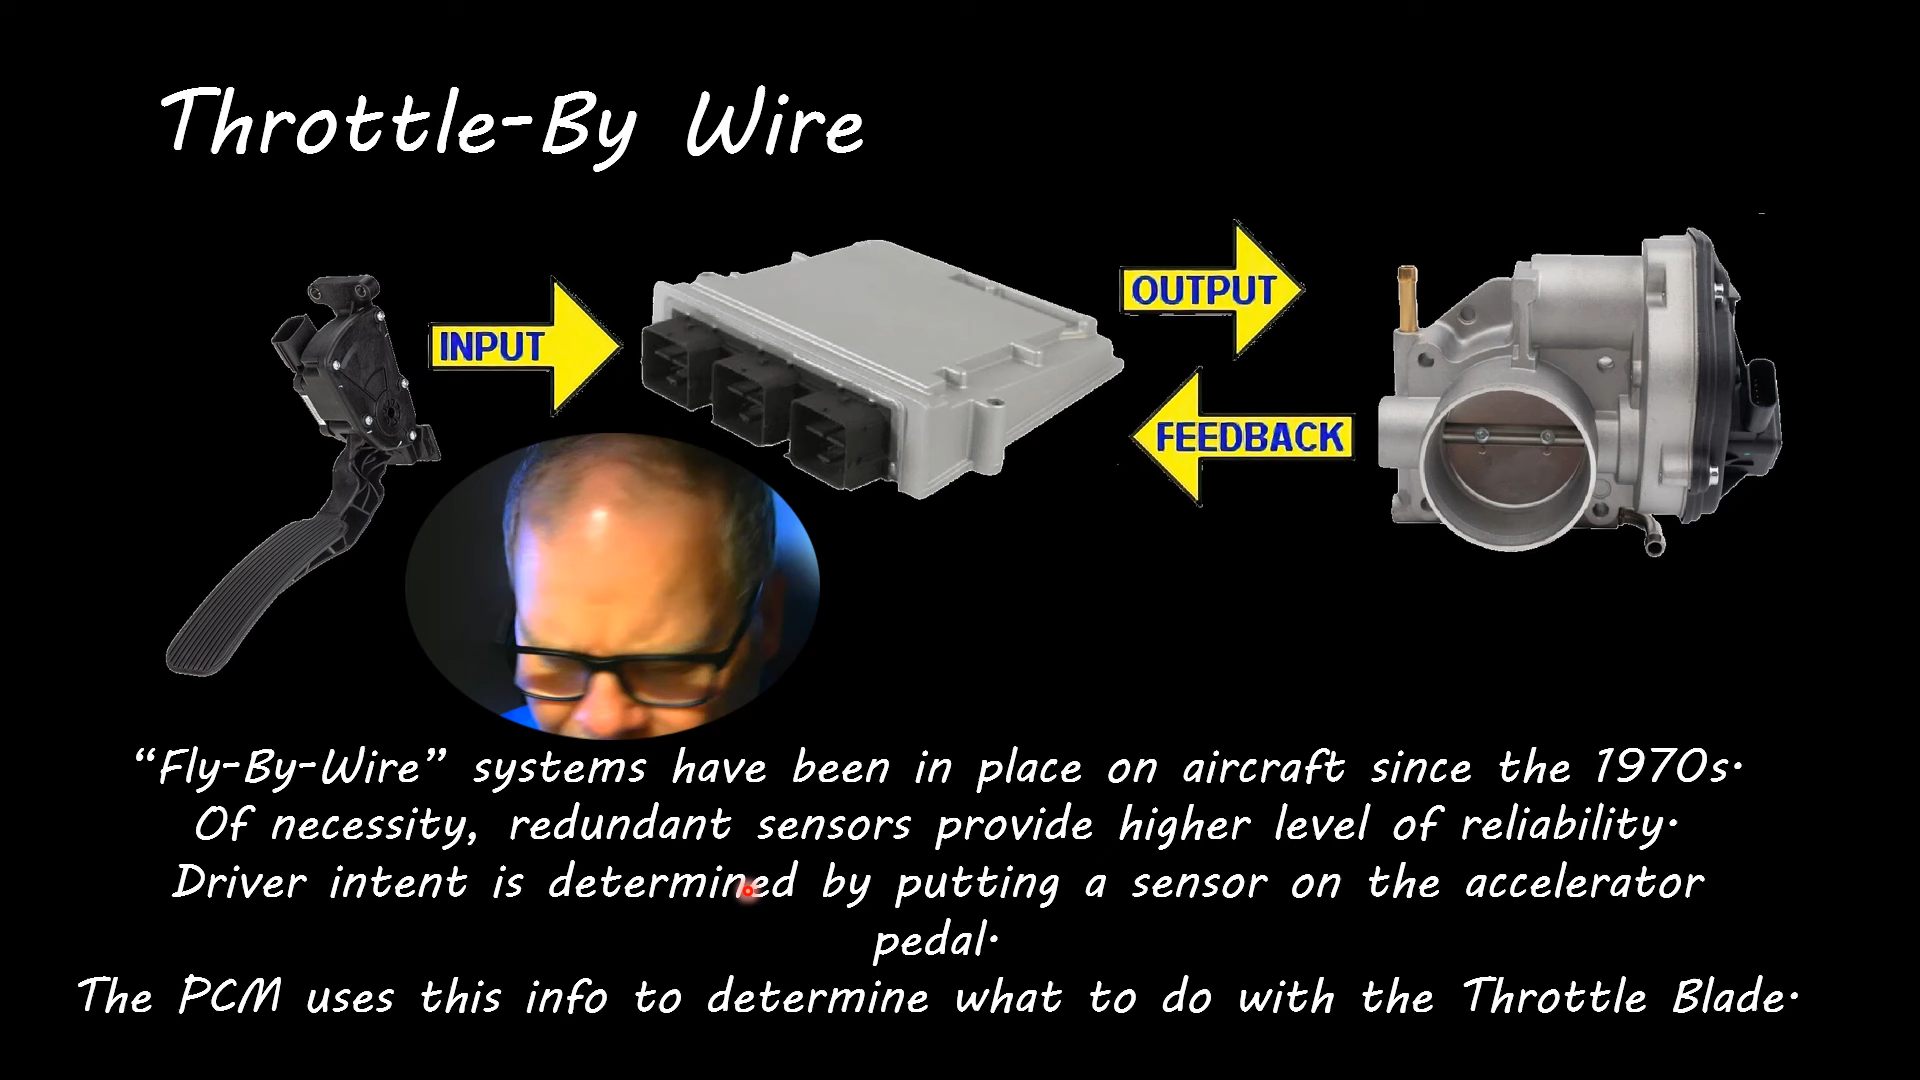 Throttle-By Wire
INPUT
OUTPUT
FEEDBACK
“Fly-By-Wire” systems have been in place on aircraft since the 1970s.
Of necessity, redundant sensors provide higher level of reliability.
Driver intent is determined by putting a sensor on the accelerator
pedal.
The PCM uses this info to determine what to do with the Throttle Blade.